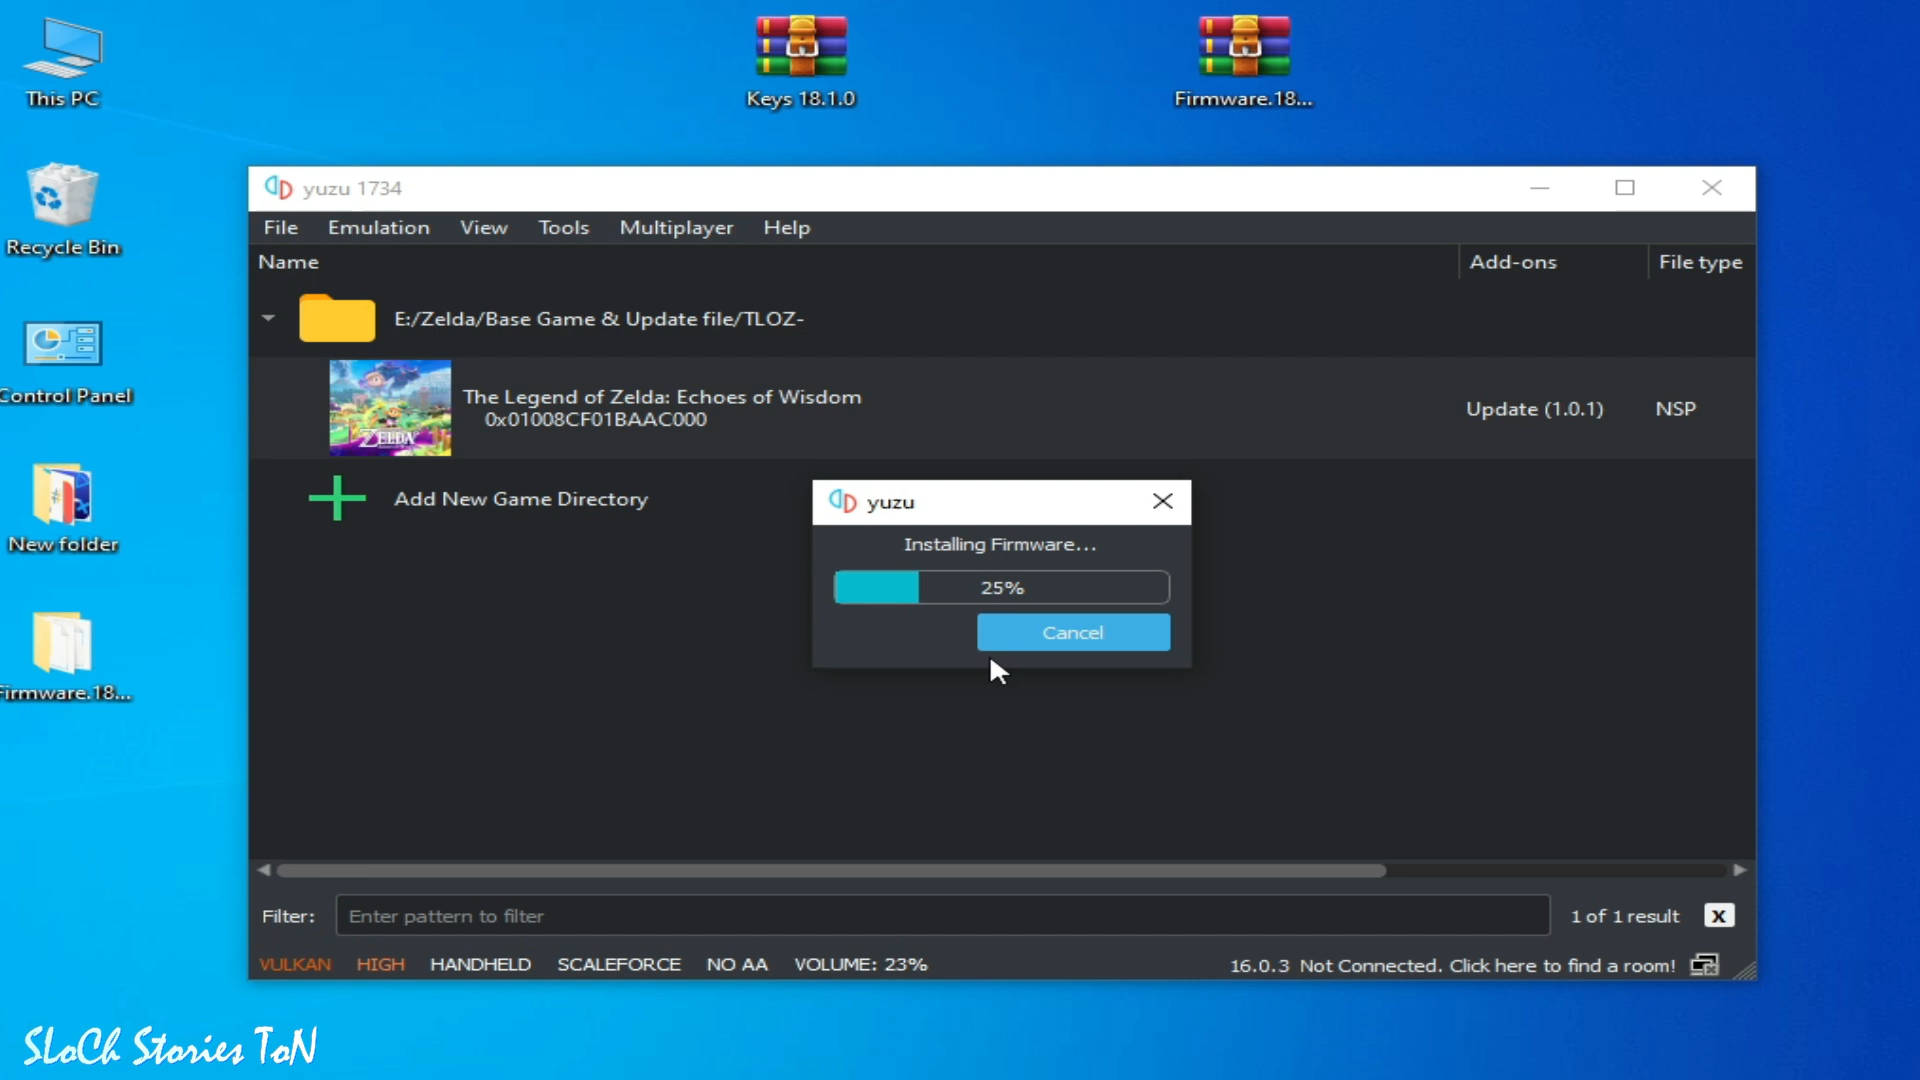 This PC
Keys 18.1.0
Firmware.18...
Recycle Bin
Control Panel
New folder
Firmware.18...
yuzu 1734
File Emulation View Tools Multiplayer Help
Name Add-ons File type
E:/Zelda/Base Game & Update file/TLOZ-
The Legend of Zelda: Echoes of Wisdom
0x01008CF01BAAC000
Update (1.0.1) NSP
ZELDA
Add New Game Directory
yuzu
Installing Firmware...
25%
Cancel
Filter: Enter pattern to filter 1 of 1 result X
VULKAN HIGH HANDHELD SCALEFORCE NO AA VOLUME: 23% 16.0.3 Not Connected. Click here to find a room!
SLoCh Stories ToN